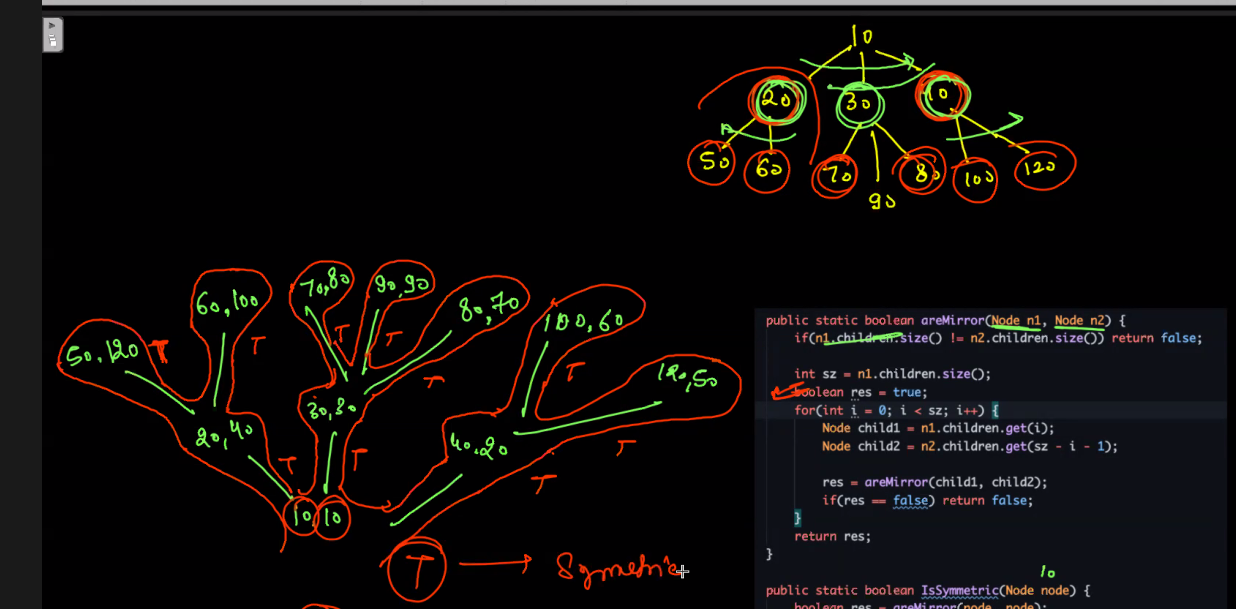 10
20 30 10
50 60 70 80 100 120
90
60,100 70,80 90,90 80,70 100,60
50,120 T T T T T T 120,50
20,40 30,30 40,20 T
T T T
10, 10
T → Symetric
public static boolean areMirror(Node n1, Node n2) {
if(n1.children.size() != n2.children.size()) return false;
int sz = n1.children.size();
boolean res = true;
for(int i = 0; i < sz; i++) {
Node child1 = n1.children.get(i);
Node child2 = n2.children.get(sz - i - 1);
res = areMirror(child1, child2);
if(res == false) return false;
}
return res;
}
10
public static boolean IsSymmetric(Node node) {
boolean res = areMirror(node, node);